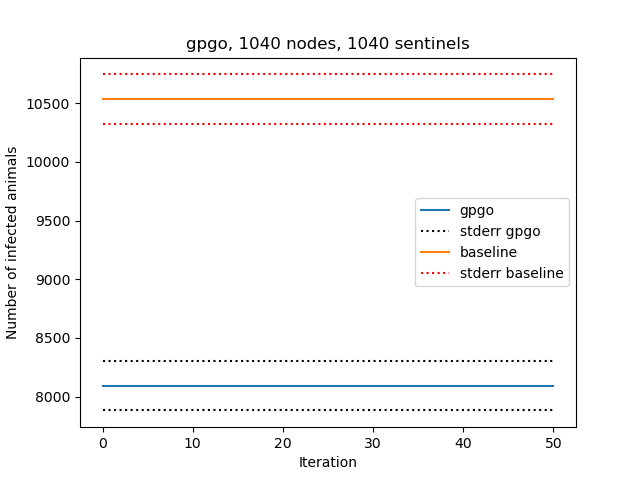 gpgo, 1040 nodes, 1040 sentinels
Number of infected animals
10500
10000
9500
9000
8500
8000
gpgo
stderr gpgo
baseline
stderr baseline
0
10
20
30
40
50
Iteration